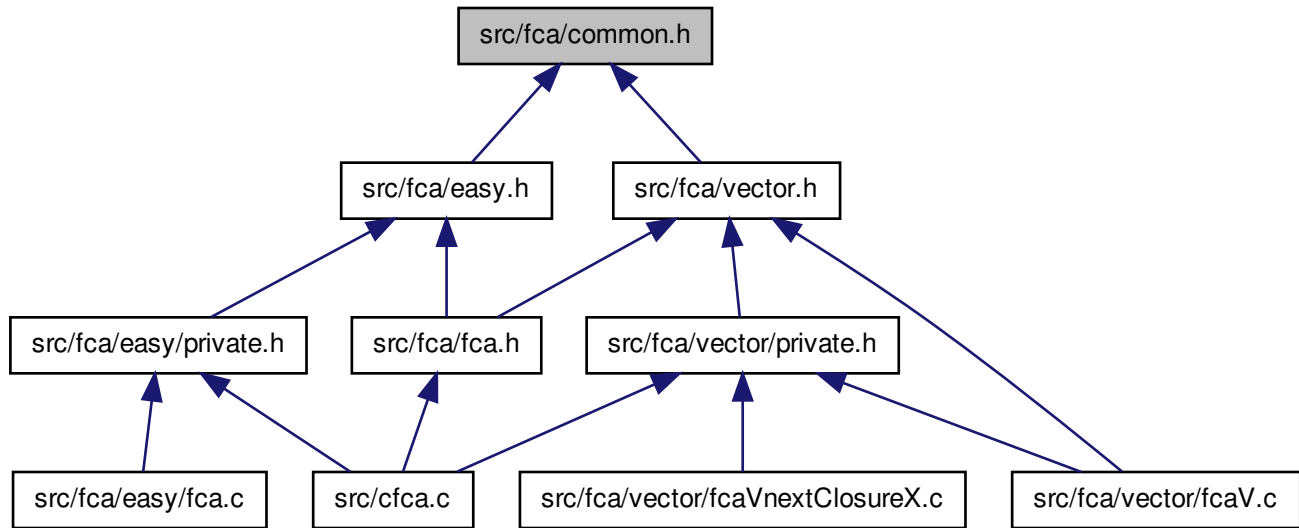 src/fca/common.h
src/fca/easy.h
src/fca/vector.h
src/fca/easy/private.h
src/fca/fca.h
src/fca/vector/private.h
src/fca/easy/fca.c
src/cfca.c
src/fca/vector/fcaVnextClosureX.c
src/fca/vector/fcaV.c